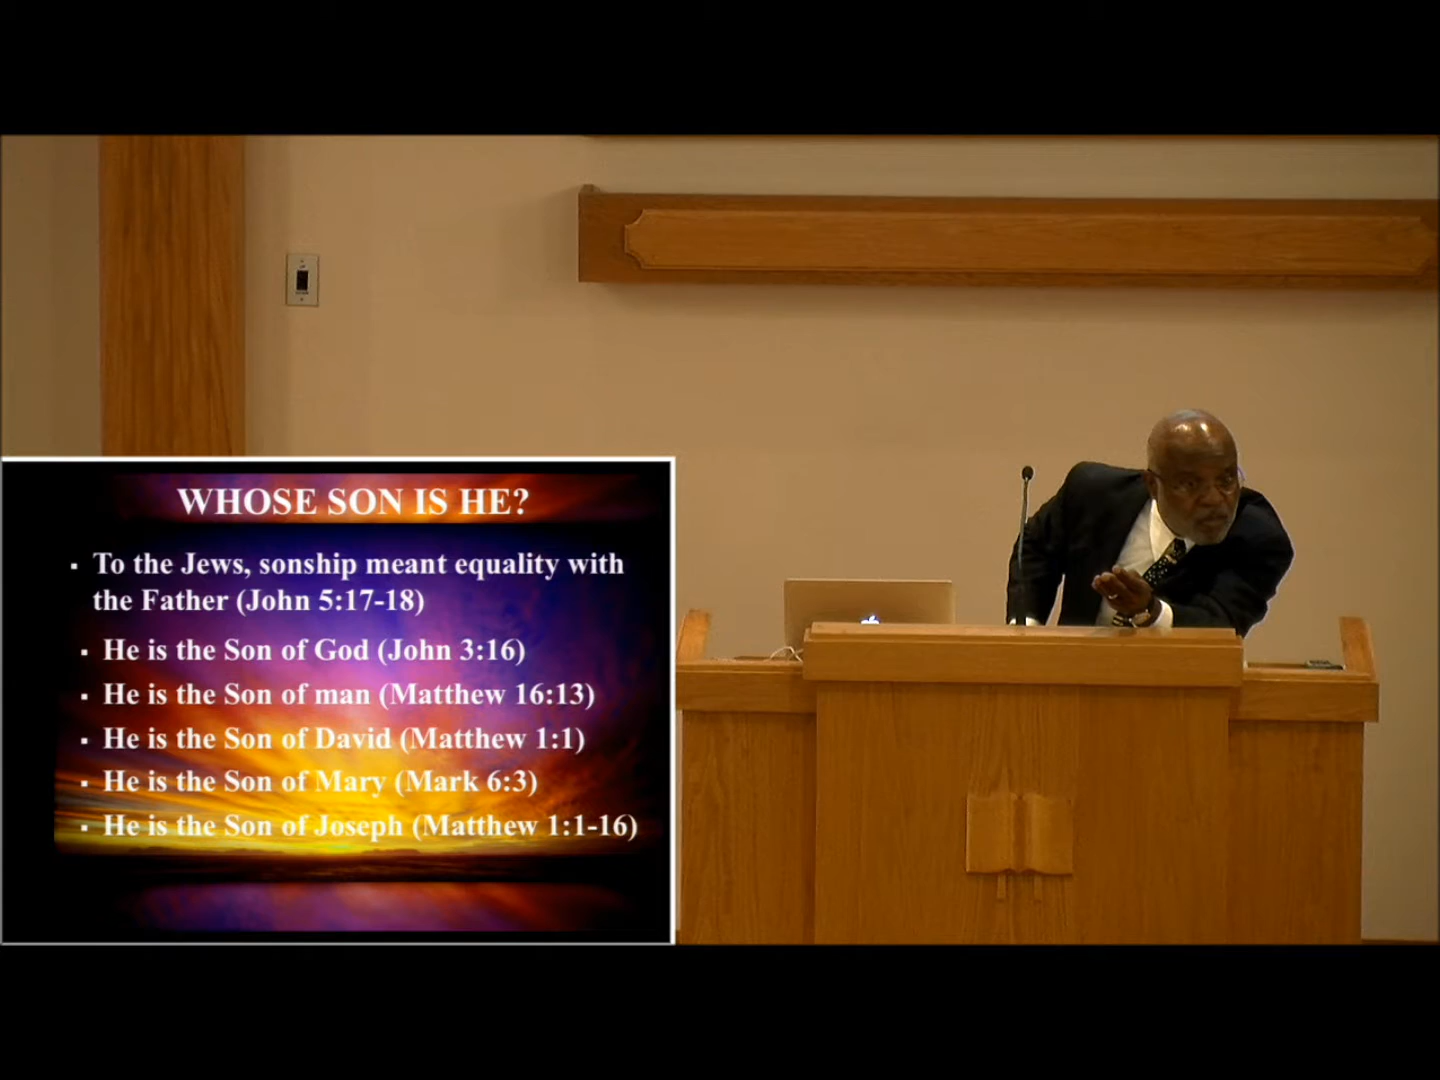 WHOSE SON IS HE?
▪ To the Jews, sonship meant equality with
the Father (John 5:17-18)
▪ He is the Son of God (John 3:16)
▪ He is the Son of man (Matthew 16:13)
▪ He is the Son of David (Matthew 1:1)
▪ He is the Son of Mary (Mark 6:3)
▪ He is the Son of Joseph (Matthew 1:1-16)